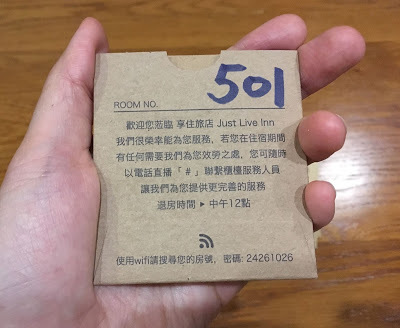 501
ROOM NO.
歡迎您蒞臨 享住旅店 Just Live Inn
我們很榮幸能為您服務，若您在住宿期間
有任何需要我們為您效勞之處，您可隨時
以電話直播「 # 」聯繫櫃檯服務人員
讓我們為您提供更完善的服務
退房時間 ▸ 中午12點
使用wifi請搜尋您的房號，密碼: 24261026